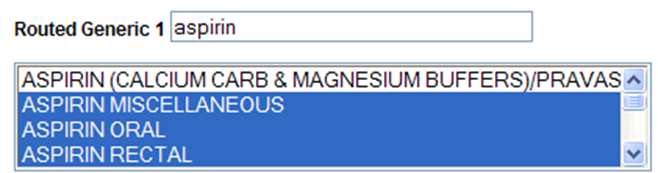 Routed Generic 1 aspirin
ASPIRIN (CALCIUM CARB & MAGNESIUM BUFFERS)/PRAVAS
ASPIRIN MISCELLANEOUS
ASPIRIN ORAL
ASPIRIN RECTAL